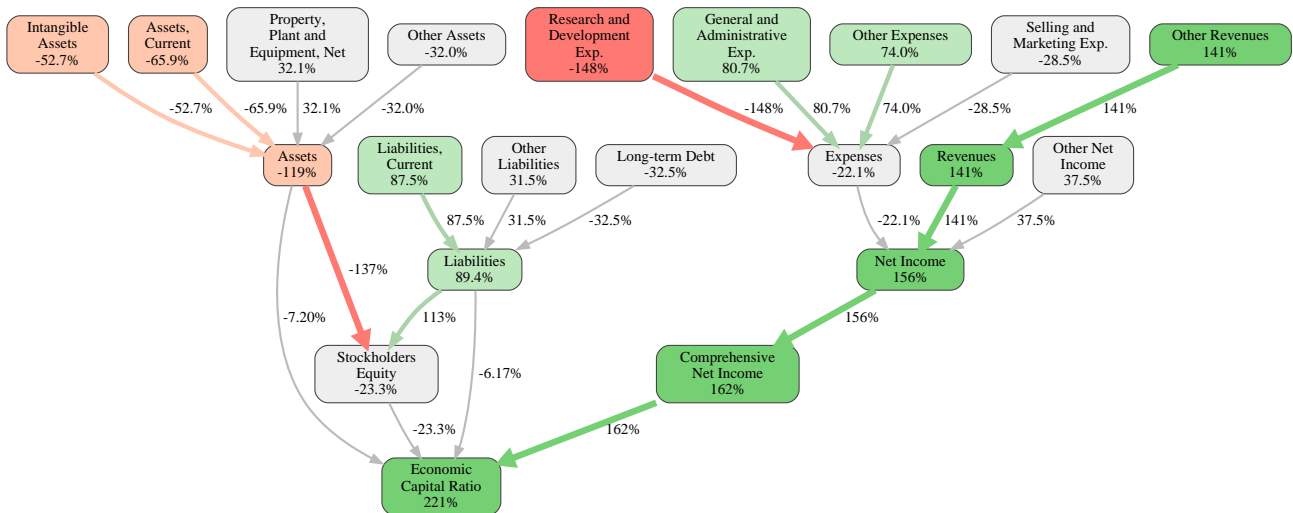 Intangible
Assets
-52.7%
Assets,
Current
-65.9%
Property,
Plant and
Equipment, Net
32.1%
Other Assets
-32.0%
Research and
Development
Exp.
-148%
General and
Administrative
Exp.
80.7%
Other Expenses
74.0%
Selling and
Marketing Exp.
-28.5%
Other Revenues
141%
-52.7%
-65.9%
32.1%
-32.0%
-148%
80.7%
74.0%
-28.5%
141%
Assets
-119%
Liabilities,
Current
87.5%
Other
Liabilities
31.5%
Long-term Debt
-32.5%
Expenses
-22.1%
Revenues
141%
Other Net
Income
37.5%
87.5%
31.5%
-32.5%
-22.1%
141%
37.5%
-137%
Liabilities
89.4%
Net Income
156%
-7.20%
113%
156%
Stockholders
Equity
-23.3%
-6.17%
Comprehensive
Net Income
162%
-23.3%
162%
Economic
Capital Ratio
221%